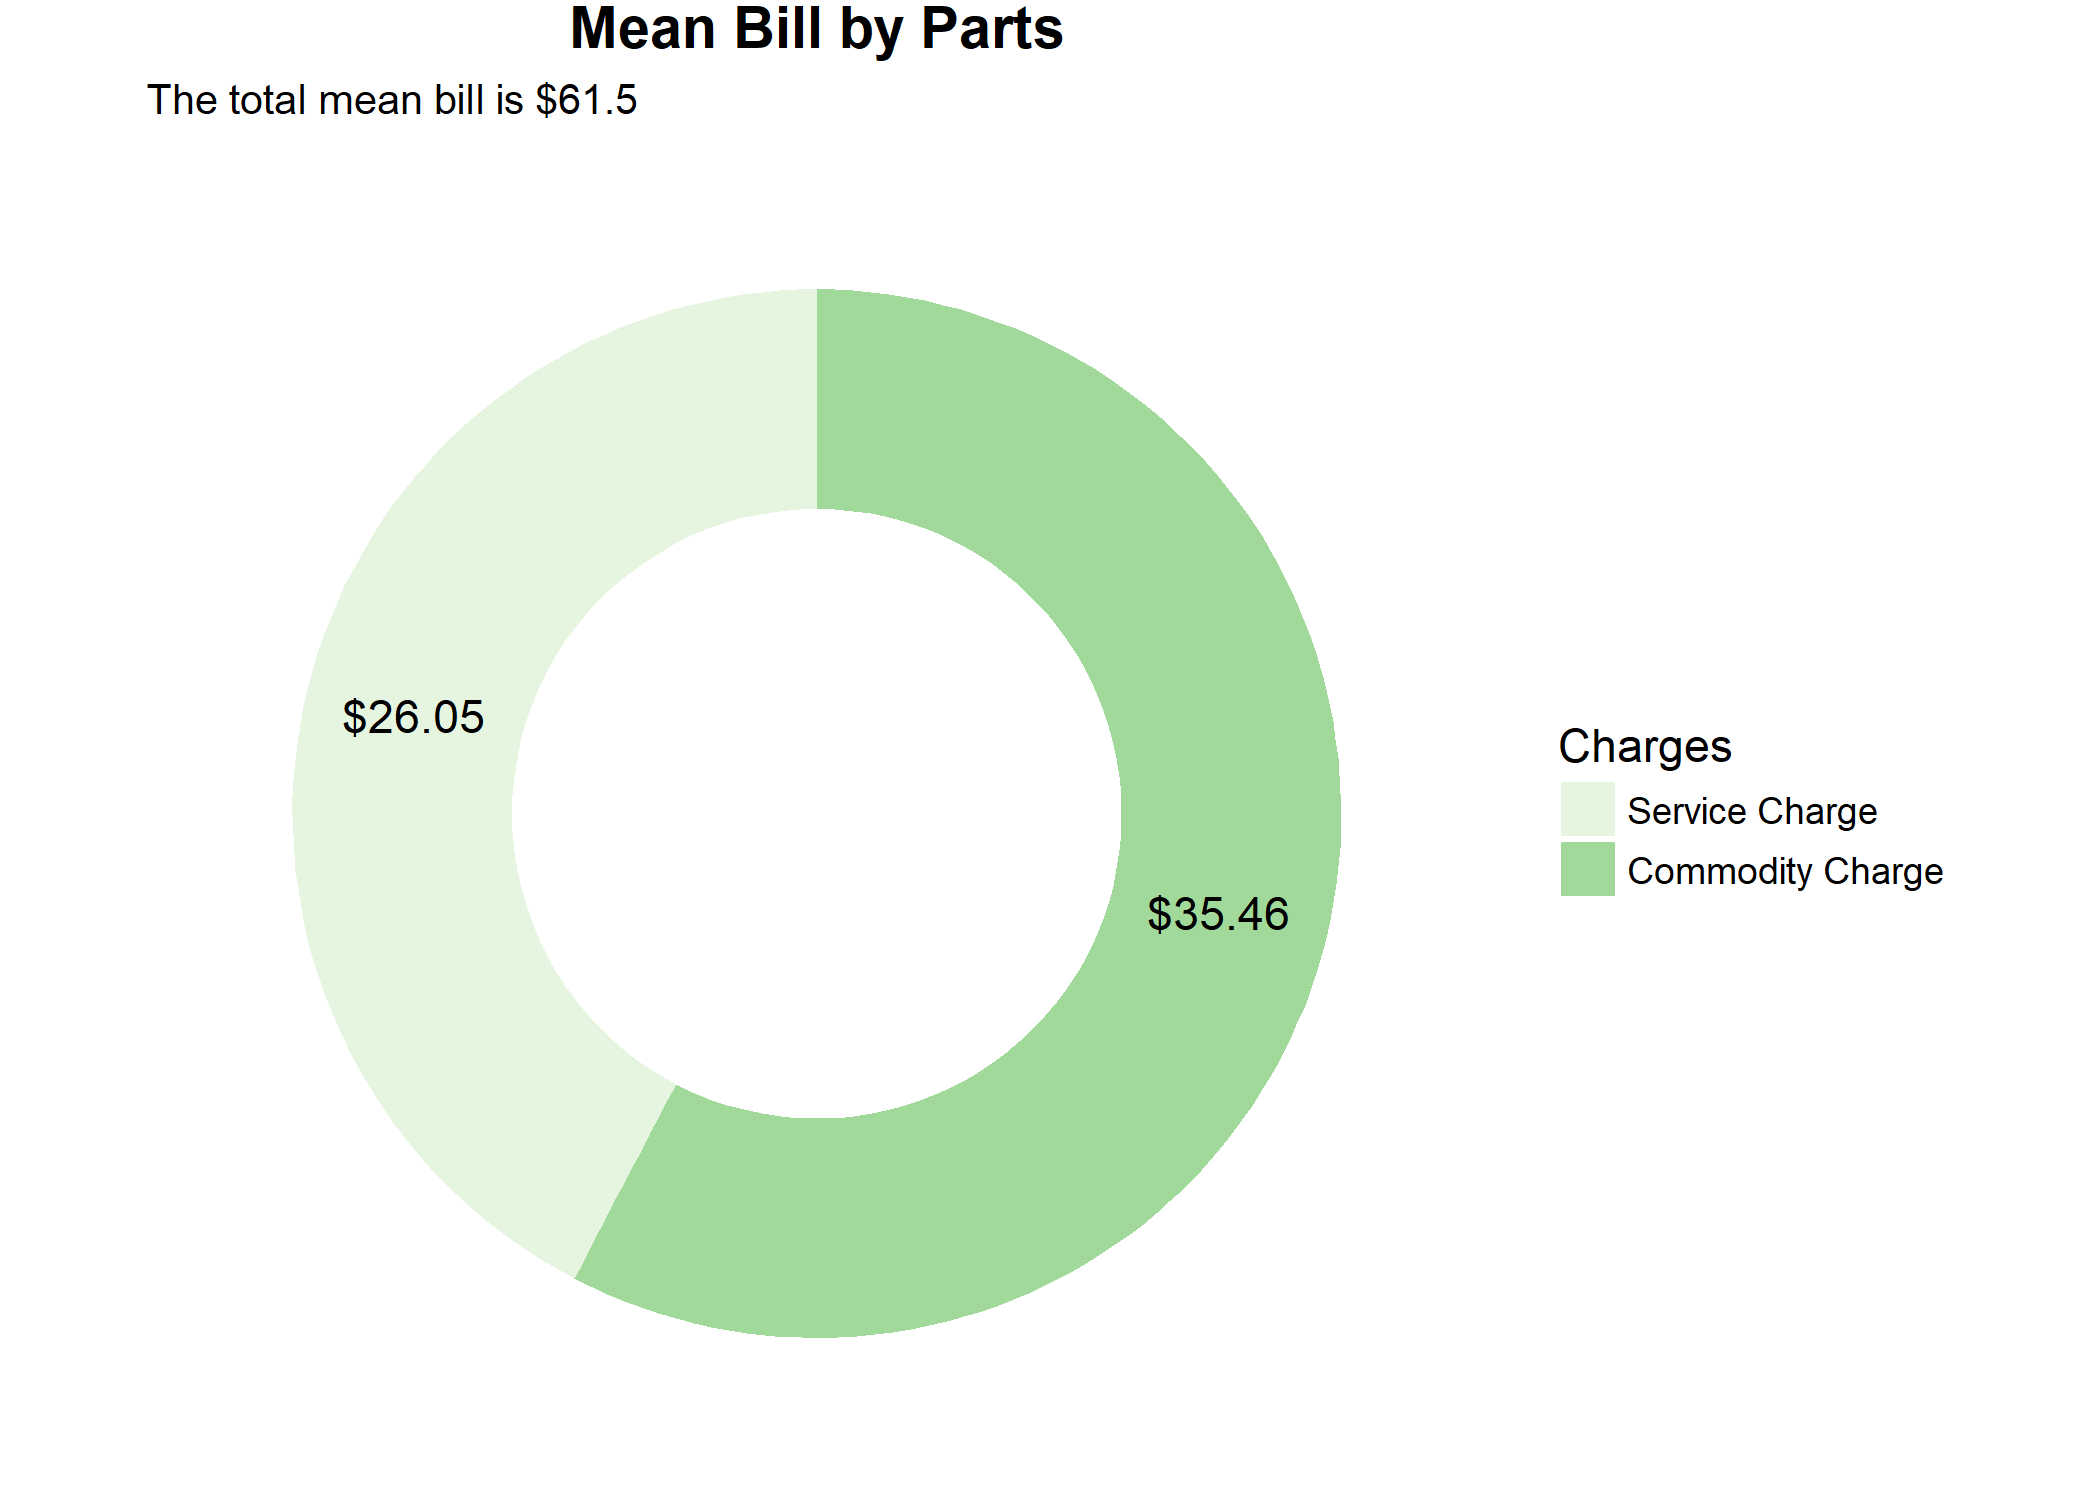 Mean Bill by Parts
The total mean bill is $61.5
$26.05
$35.46
Charges
Service Charge
Commodity Charge